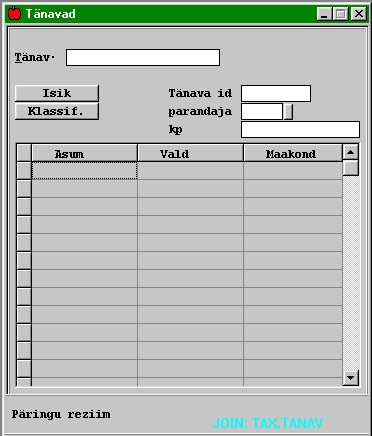 Tänavad
Tänav·
Isik
Tänava id
Klassif.
parandaja
kp
Asum Vald Maakond
Päringu reziim
JOIN: TAX,TANAV